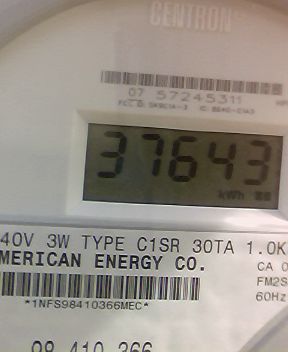 CENTRON
07 57245311
37643
kWh
40V 3W TYPE C1SR 30TA 1.0K
MERICAN ENERGY CO.
CA 0
FM2S
*1NFS98410366MEC*
60Hz
98 410 366